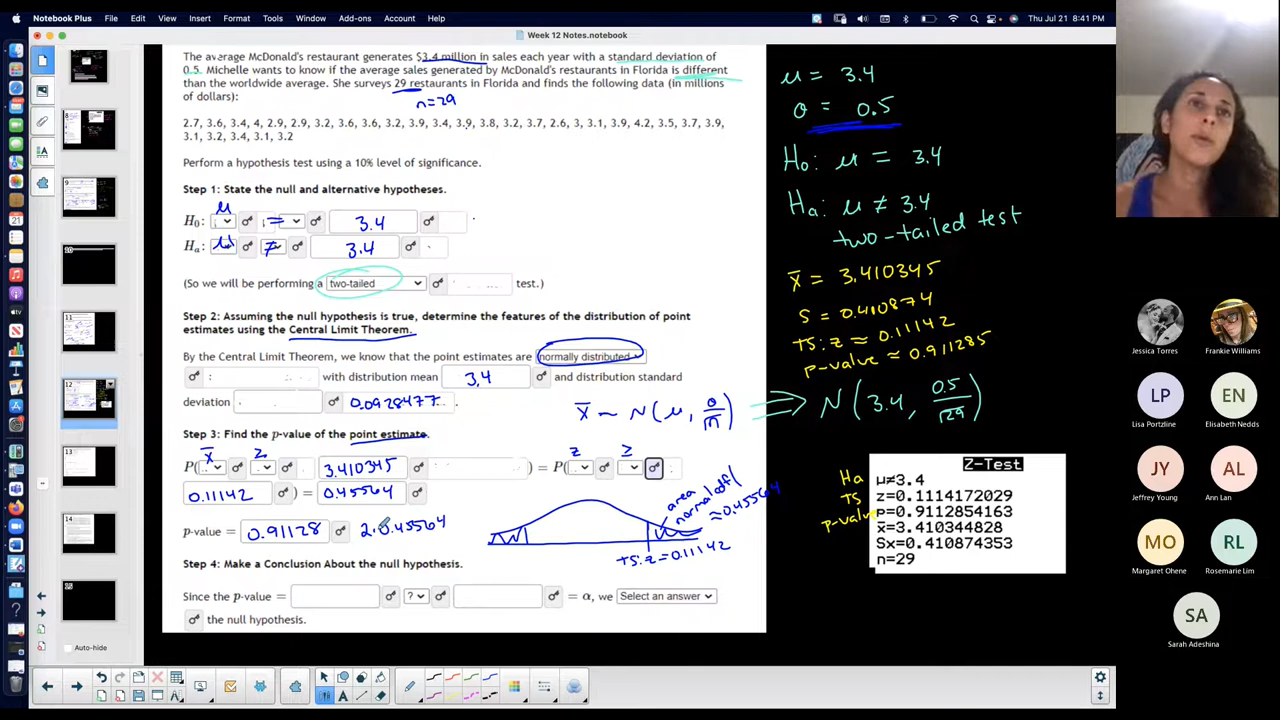 Notebook Plus File Edit View Insert Format Tools Window Add-ons Account Help
Thu Jul 21 8:41 PM
Week 12 Notes.notebook
The average McDonald's restaurant generates $3.4 million in sales each year with a standard deviation of
0.5. Michelle wants to know if the average sales generated by McDonald's restaurants in Florida is different
than the worldwide average. She surveys 29 restaurants in Florida and finds the following data (in millions
of dollars):
n=29
2.7, 3.6, 3.4, 4, 2.9, 2.9, 3.2, 3.6, 3.6, 3.2, 3.9, 3.4, 3.9, 3.8, 3.2, 3.7, 2.6, 3, 3.1, 3.9, 4.2, 3.5, 3.7, 3.9,
3.1, 3.2, 3.4, 3.1, 3.2
Perform a hypothesis test using a 10% level of significance.
Step 1: State the null and alternative hypotheses.
H0: μ = 3.4
Ha: μ ≠ 3.4
(So we will be performing a two-tailed test.)
Step 2: Assuming the null hypothesis is true, determine the features of the distribution of point
estimates using the Central Limit Theorem.
By the Central Limit Theorem, we know that the point estimates are normally distributed
with distribution mean 3.4 and distribution standard
deviation 0.0928477.
Step 3: Find the p-value of the point estimate.
x̄ ≥ z ≥
P( 3.410345 ) = P(
0.11142 ) = 0.45564
p-value = 0.91128 2·0.45564
area
normalcdf(
≈0.45564
TS: z = 0.11142
Step 4: Make a Conclusion About the null hypothesis.
Since the p-value = ? = α, we Select an answer
the null hypothesis.
μ = 3.4
σ = 0.5
H0: μ = 3.4
Ha: μ ≠ 3.4
two-tailed test
x̄ = 3.410345
s = 0.410874
TS: z ≈ 0.11142
p-value ≈ 0.911285
x̄ ~ N(μ, σ/√n) ⇒ N(3.4, 0.5/√29)
Z-Test
Ha μ≠3.4
TS z=0.1114172029
p-value p=0.9112854163
x̄=3.410344828
Sx=0.410874353
n=29
8
9
10
11
12
13
14
Auto-hide
Jessica Torres
Frankie Williams
LP
Lisa Portzline
EN
Elisabeth Nedds
JY
Jeffrey Young
AL
Ann Lan
MO
Margaret Ohene
RL
Rosemarie Lim
SA
Sarah Adeshina